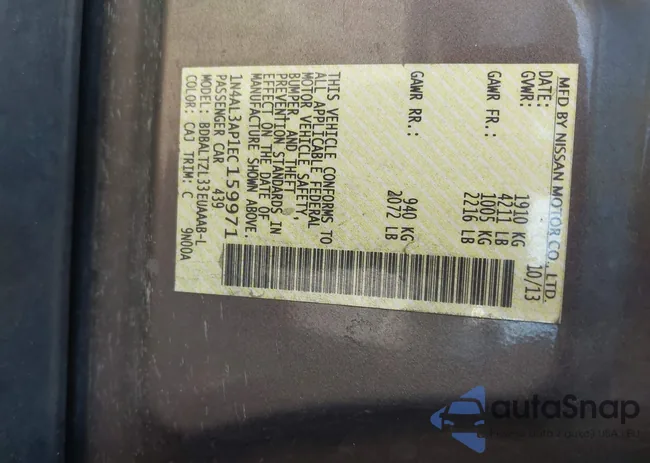 MFD BY NISSAN MOTOR CO., LTD.
DATE: 10/13
GVWR: 1910 KG
4211 LB
GAWR FR: 1005 KG
2216 LB
GAWR RR: 940 KG
2072 LB
THIS VEHICLE CONFORMS TO
ALL APPLICABLE FEDERAL
MOTOR VEHICLE SAFETY
BUMPER AND THEFT
PREVENTION STANDARDS IN
EFFECT ON THE DATE OF
MANUFACTURE SHOWN ABOVE.
1N4AL3AP1EC159971
PASSENGER CAR 439
MODEL: BDBALTZL33EUAAAB-L
COLOR: CAJ TRIM: C 9N00A
autoSnap